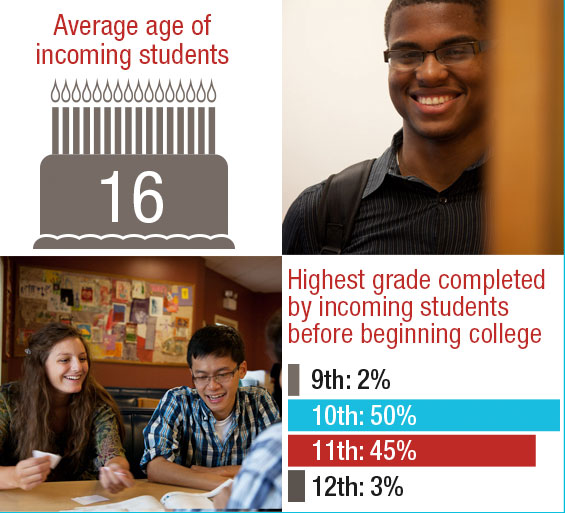 Average age of
incoming students
16
Highest grade completed
by incoming students
before beginning college
9th: 2%
10th: 50%
11th: 45%
12th: 3%